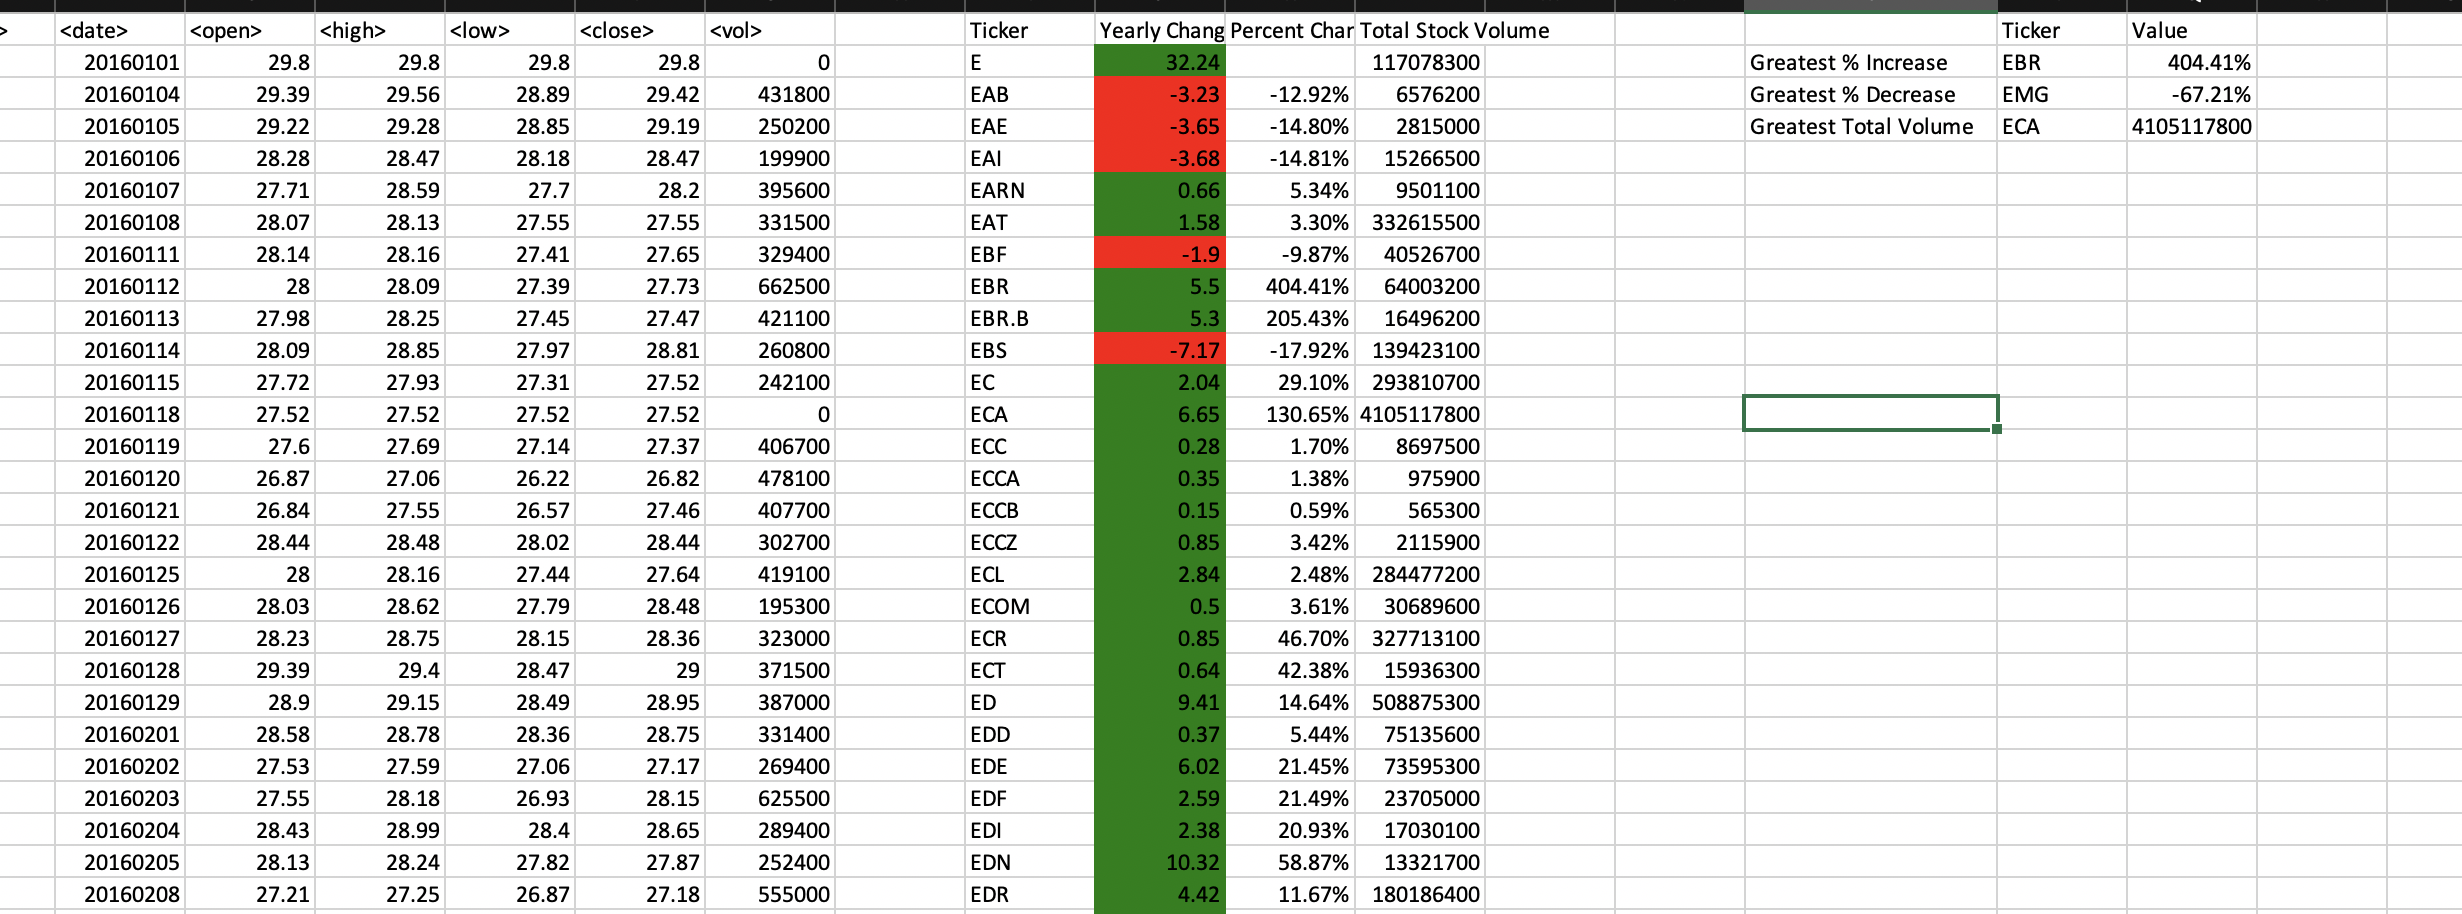 > <date> <open> <high> <low> <close> <vol> Ticker Yearly Chang Percent Char Total Stock Volume Ticker Value
20160101 29.8 29.8 29.8 29.8 0 E 32.24 117078300 Greatest % Increase EBR 404.41%
20160104 29.39 29.56 28.89 29.42 431800 EAB -3.23 -12.92% 6576200 Greatest % Decrease EMG -67.21%
20160105 29.22 29.28 28.85 29.19 250200 EAE -3.65 -14.80% 2815000 Greatest Total Volume ECA 4105117800
20160106 28.28 28.47 28.18 28.47 199900 EAI -3.68 -14.81% 15266500
20160107 27.71 28.59 27.7 28.2 395600 EARN 0.66 5.34% 9501100
20160108 28.07 28.13 27.55 27.55 331500 EAT 1.58 3.30% 332615500
20160111 28.14 28.16 27.41 27.65 329400 EBF -1.9 -9.87% 40526700
20160112 28 28.09 27.39 27.73 662500 EBR 5.5 404.41% 64003200
20160113 27.98 28.25 27.45 27.47 421100 EBR.B 5.3 205.43% 16496200
20160114 28.09 28.85 27.97 28.81 260800 EBS -7.17 -17.92% 139423100
20160115 27.72 27.93 27.31 27.52 242100 EC 2.04 29.10% 293810700
20160118 27.52 27.52 27.52 27.52 0 ECA 6.65 130.65% 4105117800
20160119 27.6 27.69 27.14 27.37 406700 ECC 0.28 1.70% 8697500
20160120 26.87 27.06 26.22 26.82 478100 ECCA 0.35 1.38% 975900
20160121 26.84 27.55 26.57 27.46 407700 ECCB 0.15 0.59% 565300
20160122 28.44 28.48 28.02 28.44 302700 ECCZ 0.85 3.42% 2115900
20160125 28 28.16 27.44 27.64 419100 ECL 2.84 2.48% 284477200
20160126 28.03 28.62 27.79 28.48 195300 ECOM 0.5 3.61% 30689600
20160127 28.23 28.75 28.15 28.36 323000 ECR 0.85 46.70% 327713100
20160128 29.39 29.4 28.47 29 371500 ECT 0.64 42.38% 15936300
20160129 28.9 29.15 28.49 28.95 387000 ED 9.41 14.64% 508875300
20160201 28.58 28.78 28.36 28.75 331400 EDD 0.37 5.44% 75135600
20160202 27.53 27.59 27.06 27.17 269400 EDE 6.02 21.45% 73595300
20160203 27.55 28.18 26.93 28.15 625500 EDF 2.59 21.49% 23705000
20160204 28.43 28.99 28.4 28.65 289400 EDI 2.38 20.93% 17030100
20160205 28.13 28.24 27.82 27.87 252400 EDN 10.32 58.87% 13321700
20160208 27.21 27.25 26.87 27.18 555000 EDR 4.42 11.67% 180186400